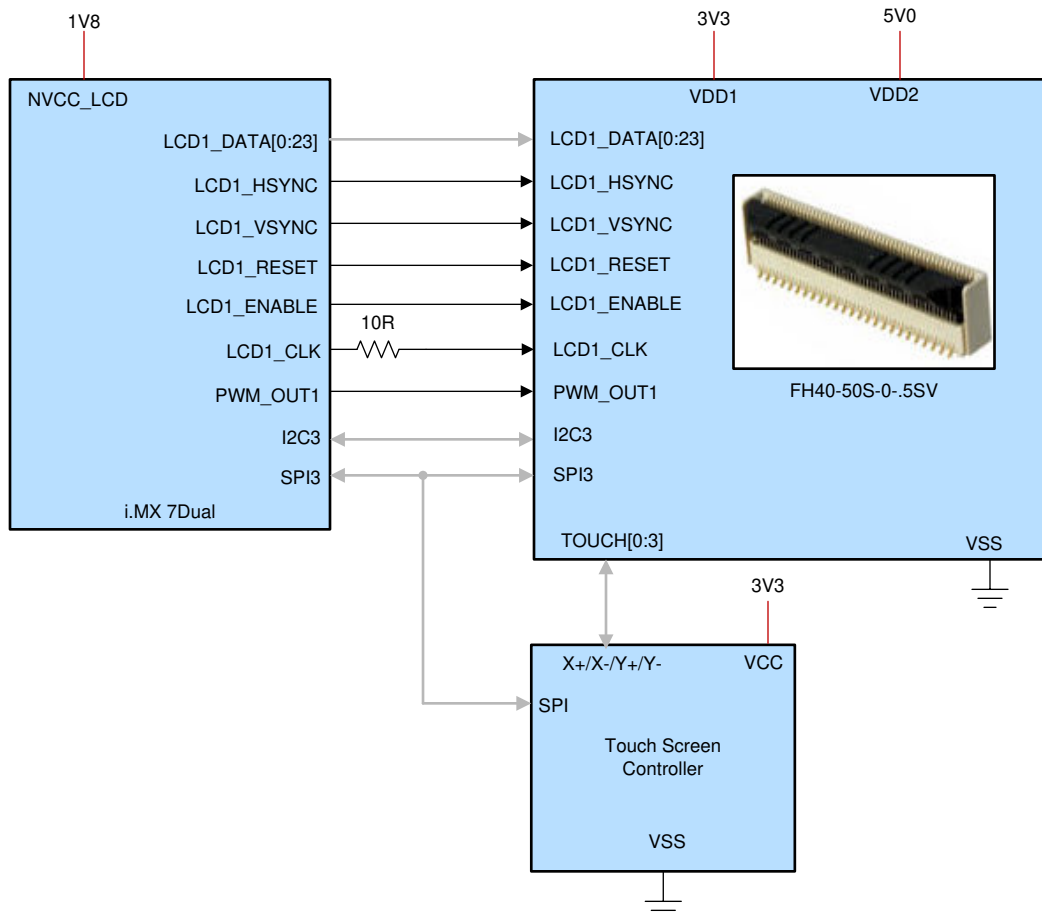 1V8
3V3
5V0
NVCC_LCD
VDD1
VDD2
LCD1_DATA[0:23]
LCD1_DATA[0:23]
LCD1_HSYNC
LCD1_HSYNC
LCD1_VSYNC
LCD1_VSYNC
LCD1_RESET
LCD1_RESET
LCD1_ENABLE
LCD1_ENABLE
10R
LCD1_CLK
LCD1_CLK
PWM_OUT1
PWM_OUT1
FH40-50S-0-.5SV
I2C3
I2C3
SPI3
SPI3
i.MX 7Dual
TOUCH[0:3]
VSS
3V3
X+/X-/Y+/Y-
VCC
SPI
Touch Screen
Controller
VSS